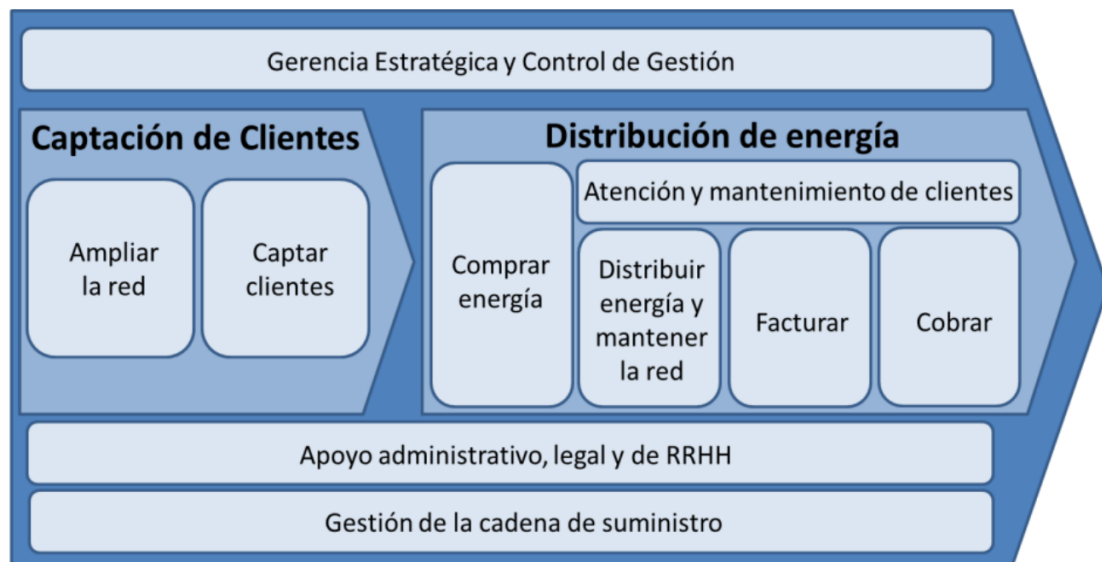 Gerencia Estratégica y Control de Gestión
Captación de Clientes
Ampliar
la red
Captar
clientes
Distribución de energía
Comprar
energía
Atención y mantenimiento de clientes
Distribuir
energía y
mantener
la red
Facturar
Cobrar
Apoyo administrativo, legal y de RRHH
Gestión de la cadena de suministro